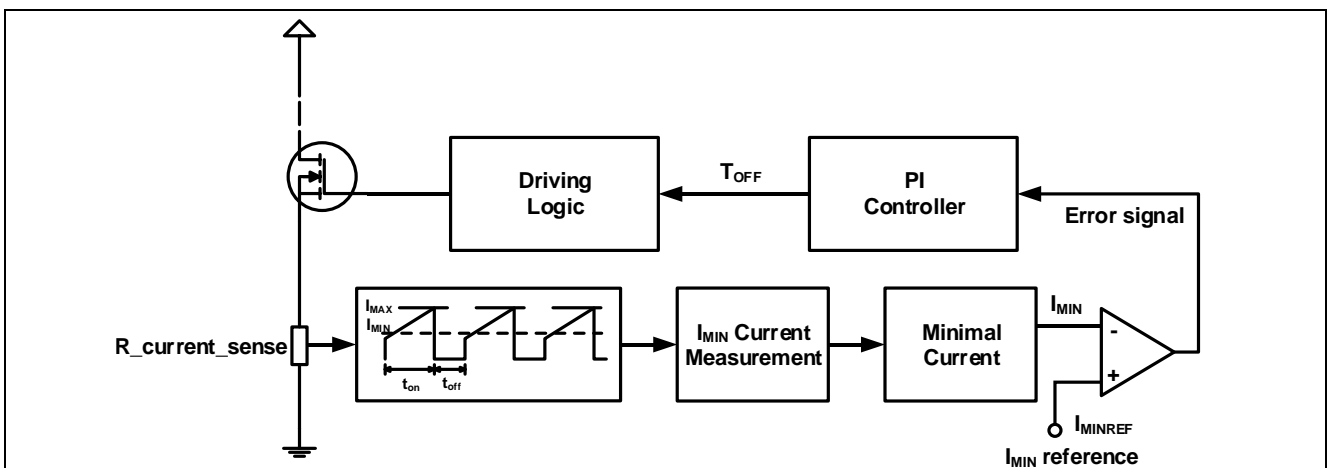 Driving
Logic
T_OFF
PI
Controller
Error signal
R_current_sense
I_MAX
I_MIN
t_on
t_off
I_MIN Current
Measurement
Minimal
Current
I_MIN
-
+
I_MINREF
I_MIN reference